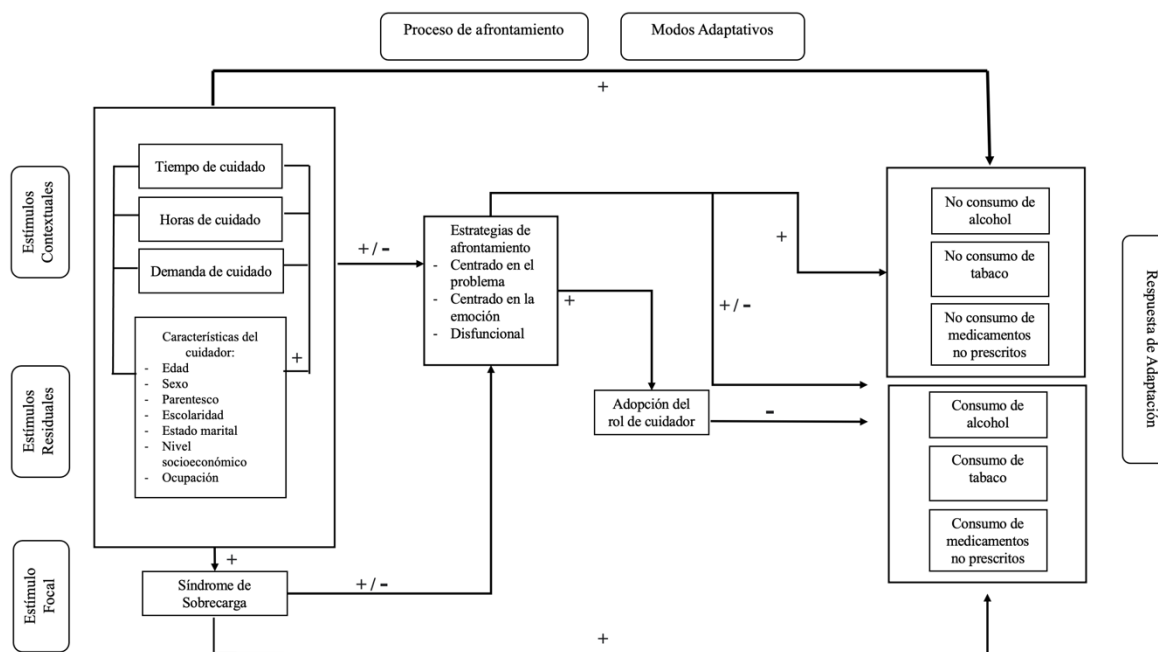 Proceso de afrontamiento
Modos Adaptativos
+
Estímulos
Contextuales
Tiempo de cuidado
Horas de cuidado
Demanda de cuidado
Características del
cuidador:
- Edad
- Sexo
- Parentesco
- Escolaridad
- Estado marital
- Nivel
socioeconómico
- Ocupación
+
Estímulos
Residuales
Estímulo
Focal
+
Síndrome de
Sobrecarga
+ / -
+ / -
Estrategias de
afrontamiento
- Centrado en el
problema
- Centrado en la
emoción
- Disfuncional
+
Adopción del
rol de cuidador
-
+ / -
+
No consumo de
alcohol
No consumo de
tabaco
No consumo de
medicamentos
no prescritos
Consumo de
alcohol
Consumo de
tabaco
Consumo de
medicamentos
no prescritos
Respuesta de Adaptación
+